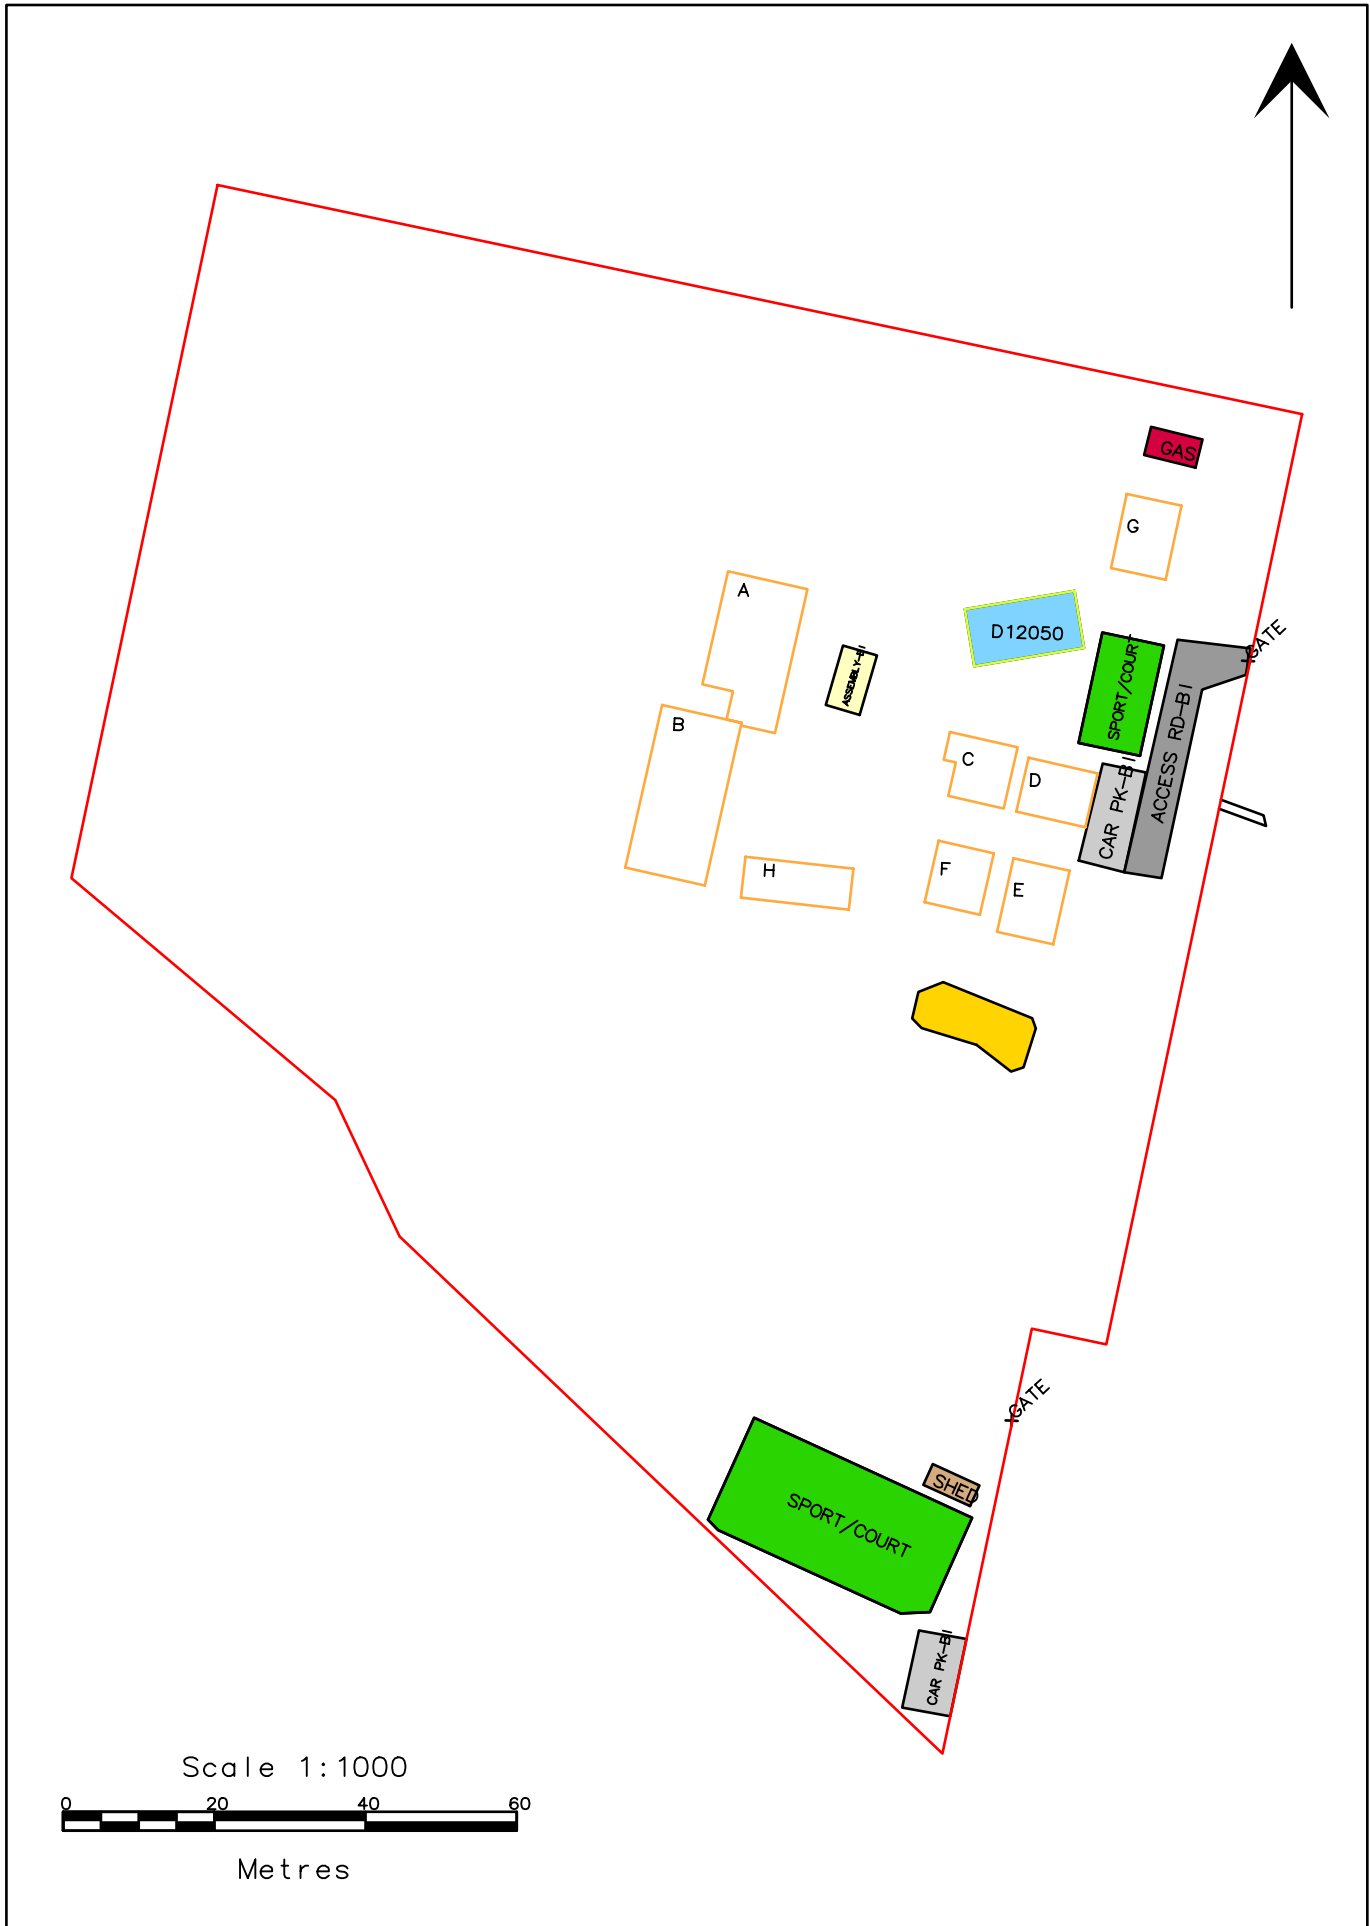 GAS
G
A
D12050
GATE
SPORT/COURT
ASSEMBLY-BI
ACCESS RD-BI
B
C
D
CAR PK-BI
H
F
E
GATE
SHED
SPORT/COURT
CAR PK-BI
Scale 1:1000
0 20 40 60
Metres